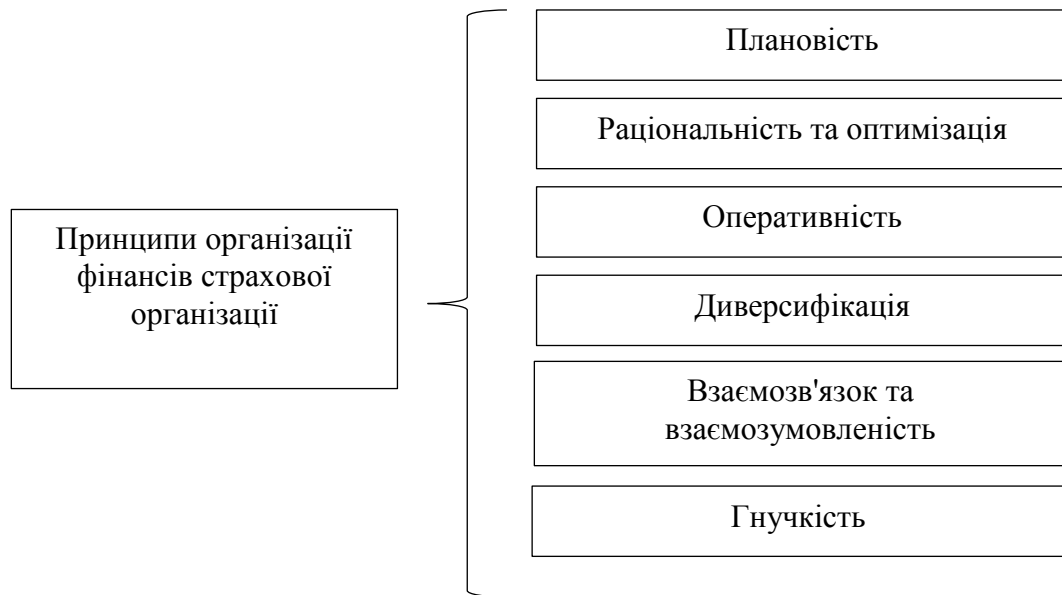 Принципи організації
фінансів страхової
організації
Плановість
Раціональність та оптимізація
Оперативність
Диверсифікація
Взаємозв'язок та
взаємозумовленість
Гнучкість